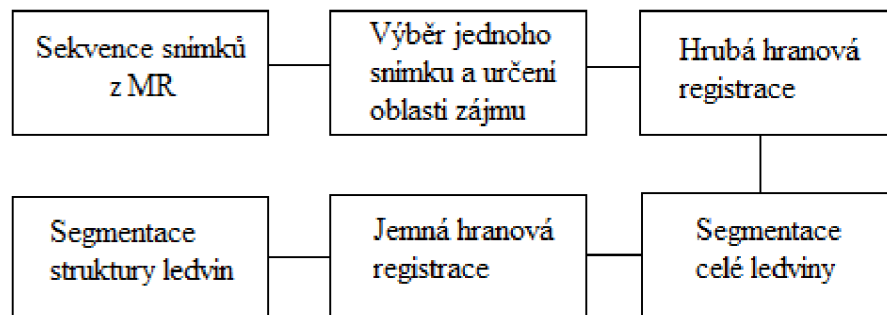 Sekvence snímků
z MR
Výběr jednoho
snímku a určení
oblasti zájmu
Hrubá hranová
registrace
Segmentace
struktury ledvin
Jemná hranová
registrace
Segmentace
celé ledviny